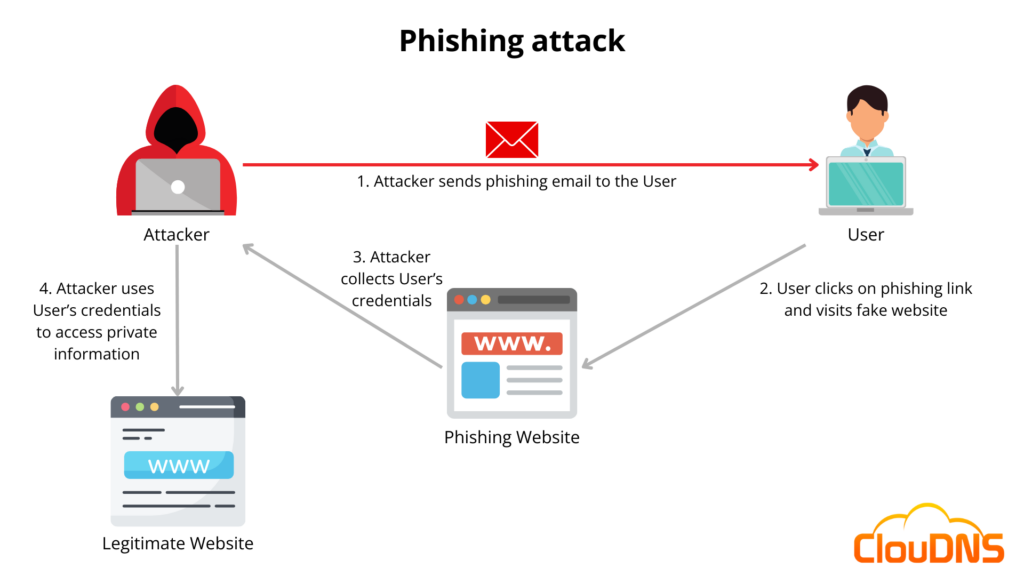 Phishing attack
1. Attacker sends phishing email to the User
Attacker
User
3. Attacker
collects User's
credentials
4. Attacker uses
User's credentials
to access private
information
2. User clicks on phishing link
and visits fake website
www.
Phishing Website
www
Legitimate Website
ClouDNS